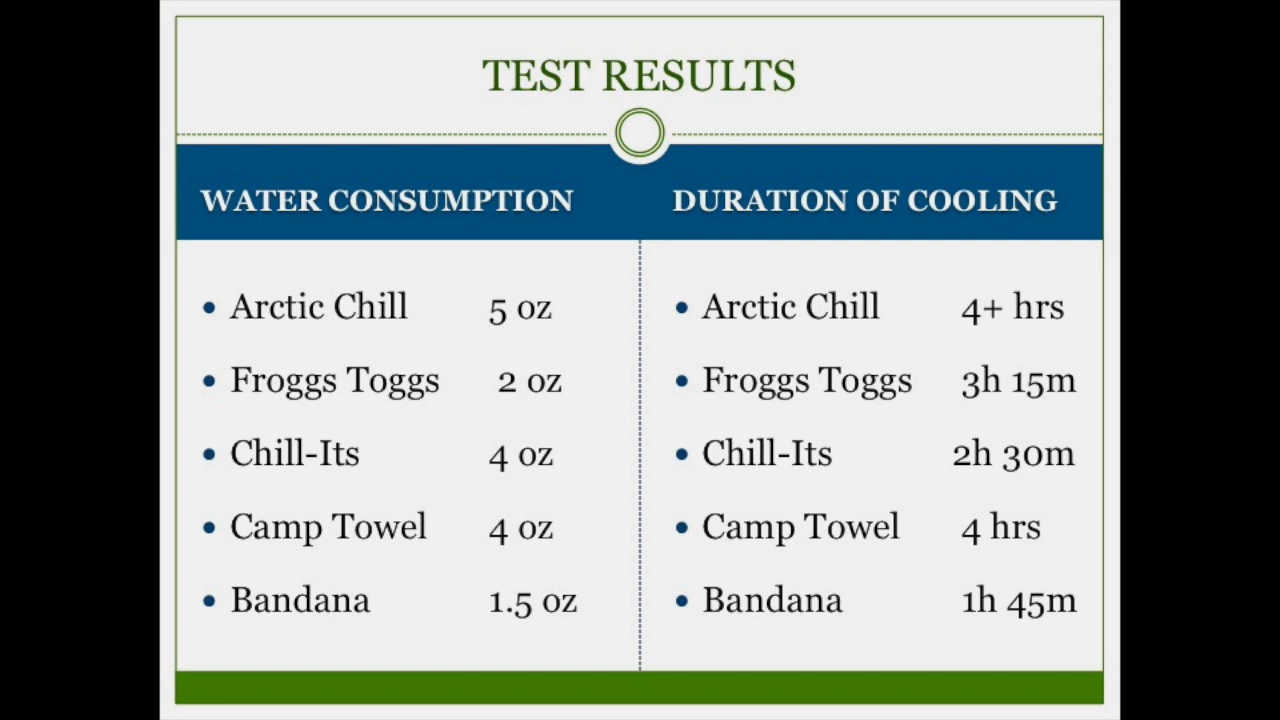 TEST RESULTS
WATER CONSUMPTION
• Arctic Chill 5 oz
• Froggs Toggs 2 oz
• Chill-Its 4 oz
• Camp Towel 4 oz
• Bandana 1.5 oz
DURATION OF COOLING
• Arctic Chill 4+ hrs
• Froggs Toggs 3h 15m
• Chill-Its 2h 30m
• Camp Towel 4 hrs
• Bandana 1h 45m